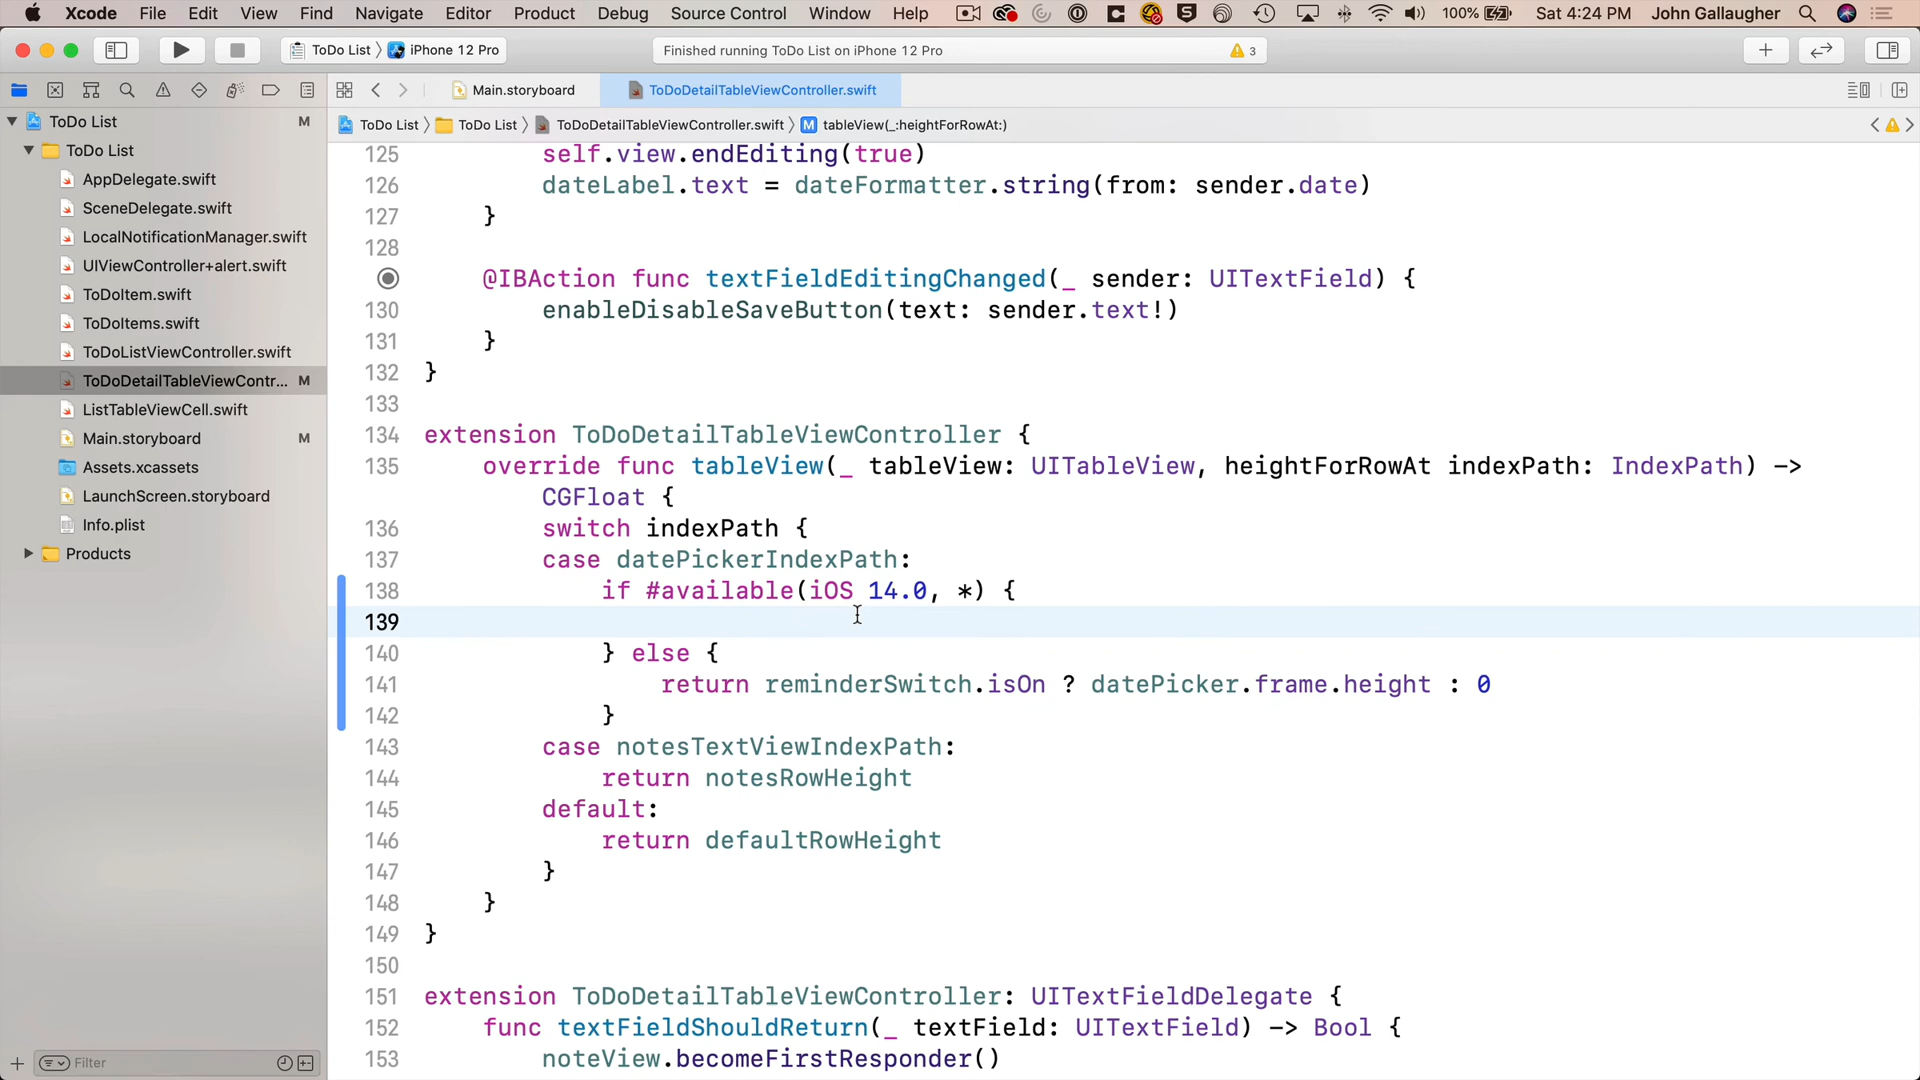 Xcode File Edit View Find Navigate Editor Product Debug Source Control Window Help 100% Sat 4:24 PM John Gallaugher
ToDo List 〉 iPhone 12 Pro Finished running ToDo List on iPhone 12 Pro 3
Main.storyboard ToDoDetailTableViewController.swift
ToDo List 〉 ToDo List 〉 ToDoDetailTableViewController.swift 〉 M tableView(_:heightForRowAt:)
ToDo List M
ToDo List
AppDelegate.swift
SceneDelegate.swift
LocalNotificationManager.swift
UIViewController+alert.swift
ToDoItem.swift
ToDoItems.swift
ToDoListViewController.swift
ToDoDetailTableViewContr... M
ListTableViewCell.swift
Main.storyboard M
Assets.xcassets
LaunchScreen.storyboard
Info.plist
Products
Filter
125 self.view.endEditing(true)
126 dateLabel.text = dateFormatter.string(from: sender.date)
127 }
128
@IBAction func textFieldEditingChanged(_ sender: UITextField) {
130 enableDisableSaveButton(text: sender.text!)
131 }
132 }
133
134 extension ToDoDetailTableViewController {
135 override func tableView(_ tableView: UITableView, heightForRowAt indexPath: IndexPath) ->
CGFloat {
136 switch indexPath {
137 case datePickerIndexPath:
138 if #available(iOS 14.0, *) {
139
140 } else {
141 return reminderSwitch.isOn ? datePicker.frame.height : 0
142 }
143 case notesTextViewIndexPath:
144 return notesRowHeight
145 default:
146 return defaultRowHeight
147 }
148 }
149 }
150
151 extension ToDoDetailTableViewController: UITextFieldDelegate {
152 func textFieldShouldReturn(_ textField: UITextField) -> Bool {
153 noteView.becomeFirstResponder()